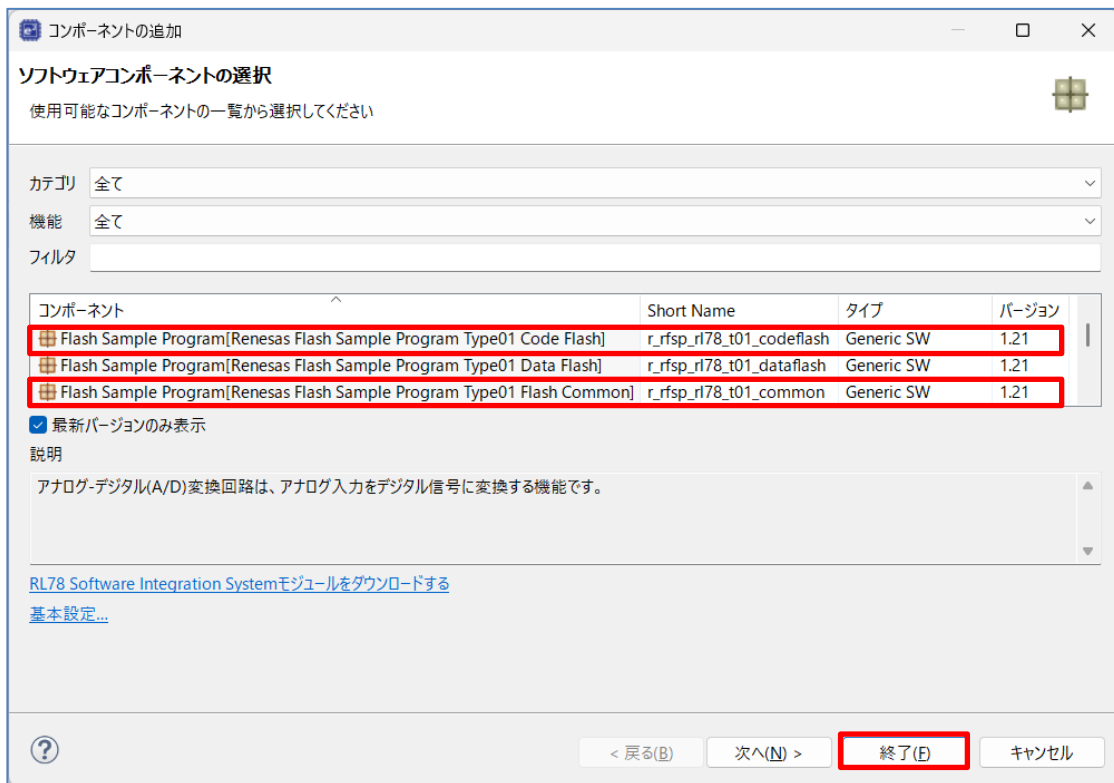 コンポーネントの追加
ソフトウェアコンポーネントの選択
使用可能なコンポーネントの一覧から選択してください
カテゴリ 全て
機能 全て
フィルタ
コンポーネント Short Name タイプ バージョン
Flash Sample Program[Renesas Flash Sample Program Type01 Code Flash] r_rfsp_rl78_t01_codeflash Generic SW 1.21
Flash Sample Program[Renesas Flash Sample Program Type01 Data Flash] r_rfsp_rl78_t01_dataflash Generic SW 1.21
Flash Sample Program[Renesas Flash Sample Program Type01 Flash Common] r_rfsp_rl78_t01_common Generic SW 1.21
最新バージョンのみ表示
説明
アナログ-デジタル(A/D)変換回路は、アナログ入力をデジタル信号に変換する機能です。
RL78 Software Integration Systemモジュールをダウンロードする
基本設定...
< 戻る(B) 次へ(N) > 終了(F) キャンセル